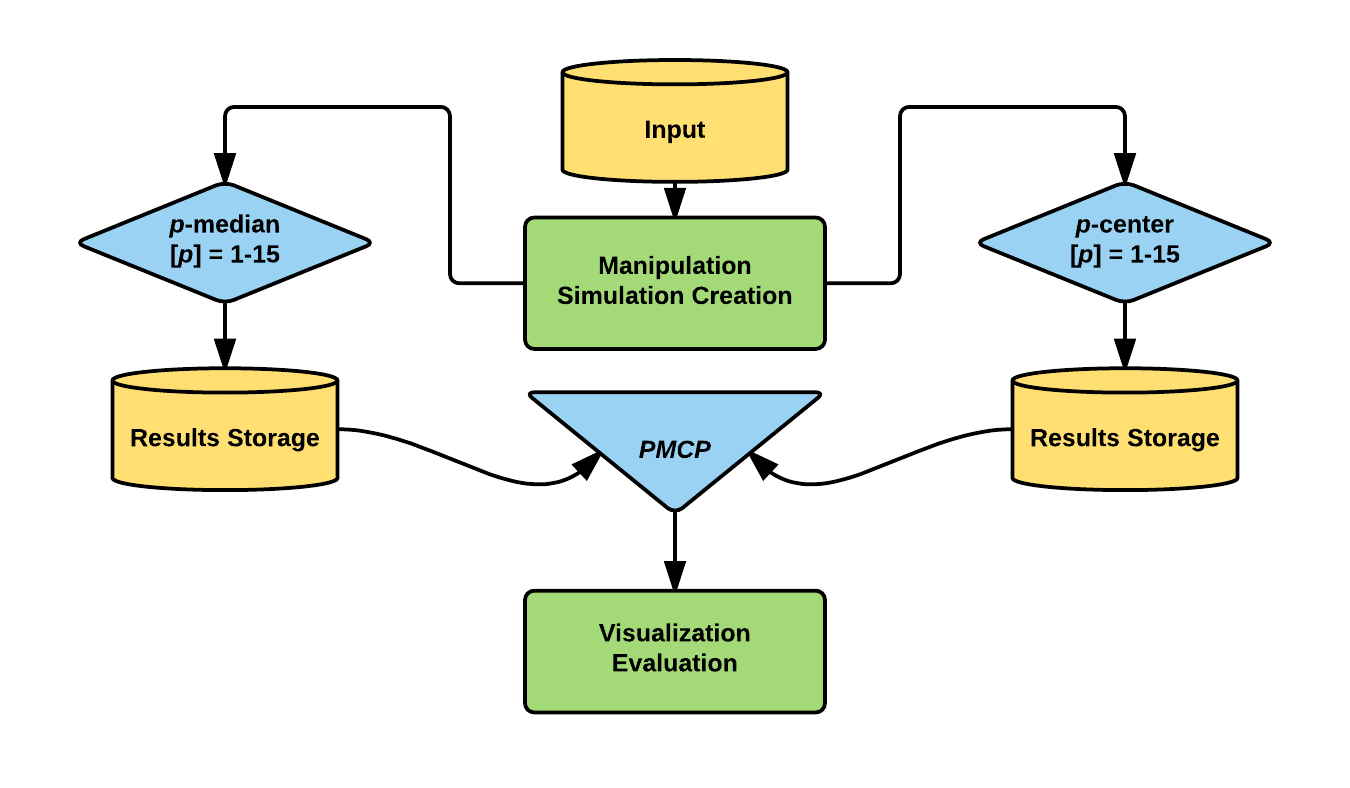 Input
p-median
[p] = 1-15
Manipulation
Simulation Creation
p-center
[p] = 1-15
Results Storage
PMCP
Results Storage
Visualization
Evaluation